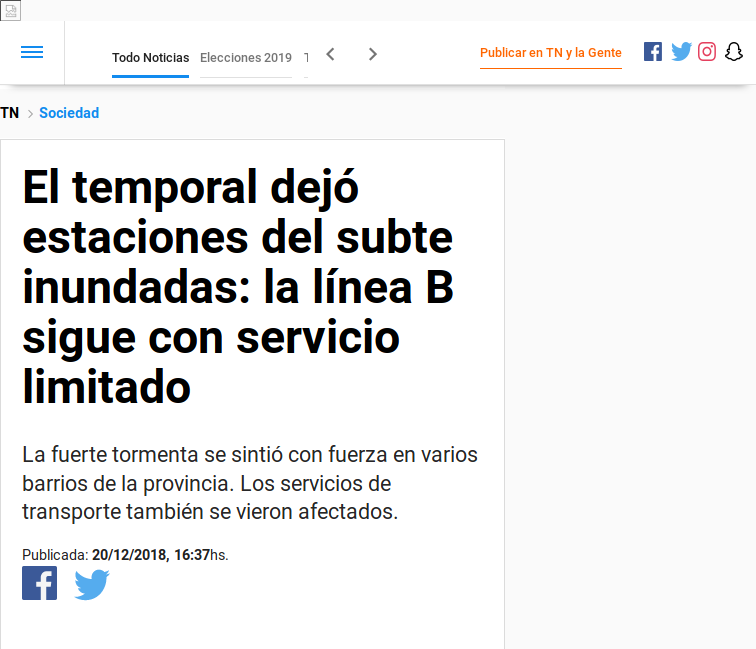 Todo Noticias Elecciones 2019
Publicar en TN y la Gente
TN > Sociedad
El temporal dejó
estaciones del subte
inundadas: la línea B
sigue con servicio
limitado
La fuerte tormenta se sintió con fuerza en varios
barrios de la provincia. Los servicios de
transporte también se vieron afectados.
Publicada: 20/12/2018, 16:37hs.